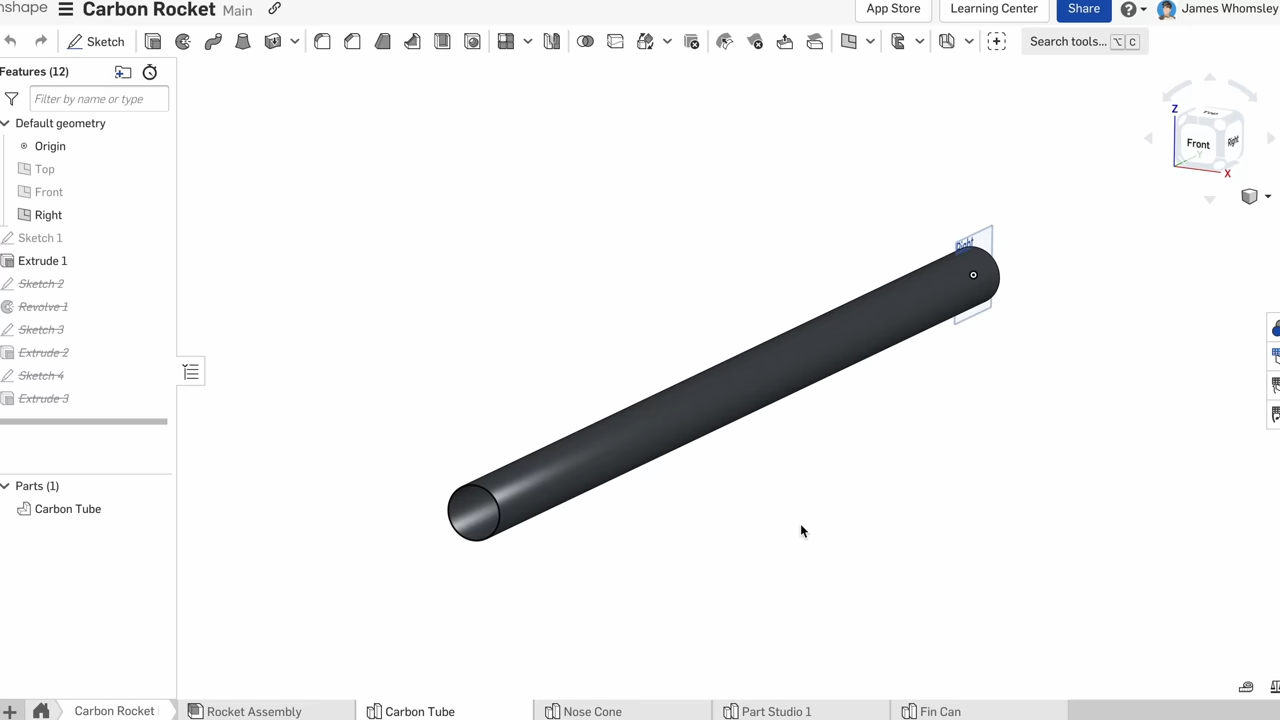 nshape Carbon Rocket Main App Store Learning Center Share James Whomsley
Sketch Search tools... ⌥ C
Features (12)
Filter by name or type
Default geometry
Origin
Top
Front
Right
Sketch 1
Extrude 1
Sketch 2
Revolve 1
Sketch 3
Extrude 2
Sketch 4
Extrude 3
Parts (1)
Carbon Tube
Right
Z
Front
Right
Y
X
Carbon Rocket Rocket Assembly Carbon Tube Nose Cone Part Studio 1 Fin Can